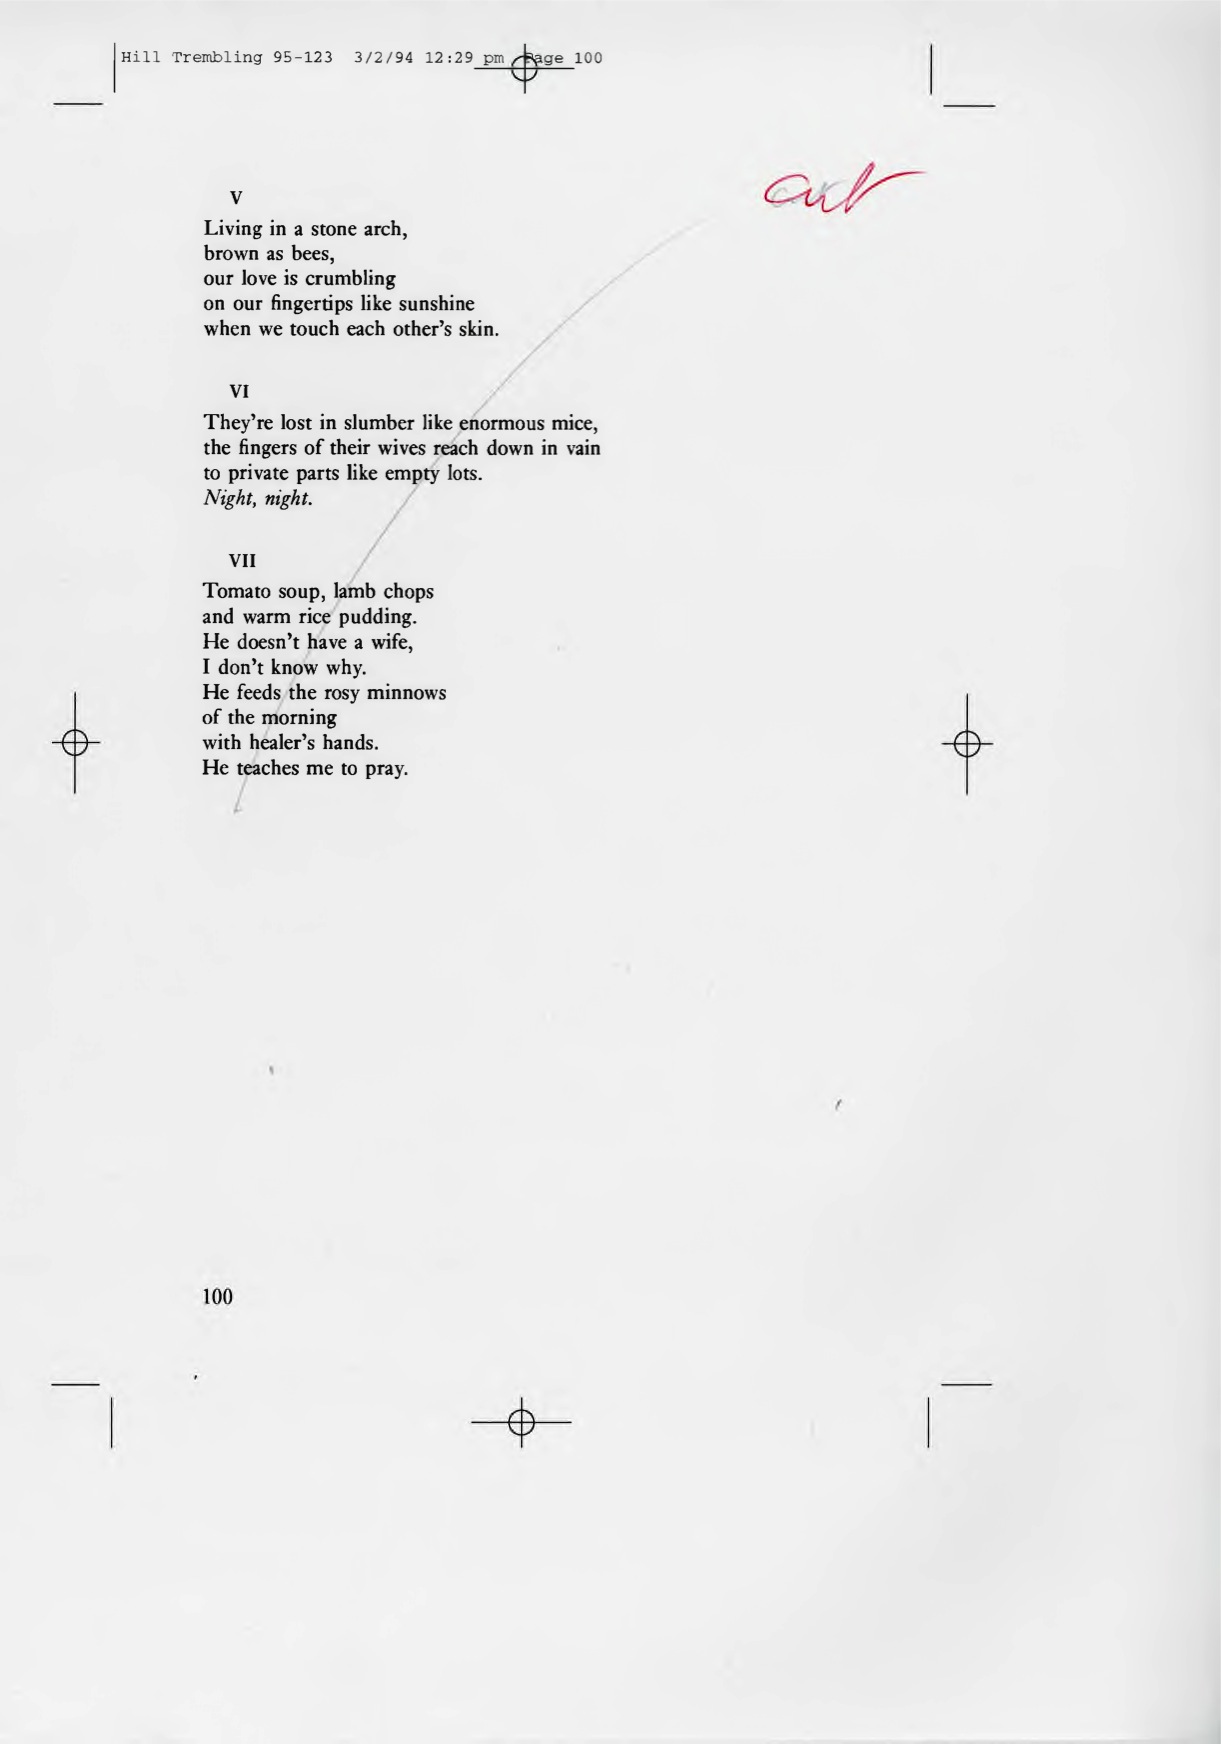 Hill Trembling 95-123 3/2/94 12:29 pm Page 100
cut
V
Living in a stone arch,
brown as bees,
our love is crumbling
on our fingertips like sunshine
when we touch each other’s skin.
VI
They’re lost in slumber like enormous mice,
the fingers of their wives reach down in vain
to private parts like empty lots.
Night, night.
VII
Tomato soup, lamb chops
and warm rice pudding.
He doesn’t have a wife,
I don’t know why.
He feeds the rosy minnows
of the morning
with healer’s hands.
He teaches me to pray.
100